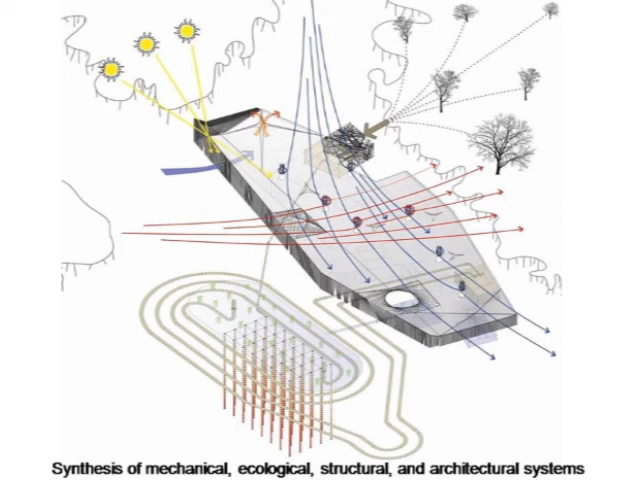 Synthesis of mechanical, ecological, structural, and architectural systems